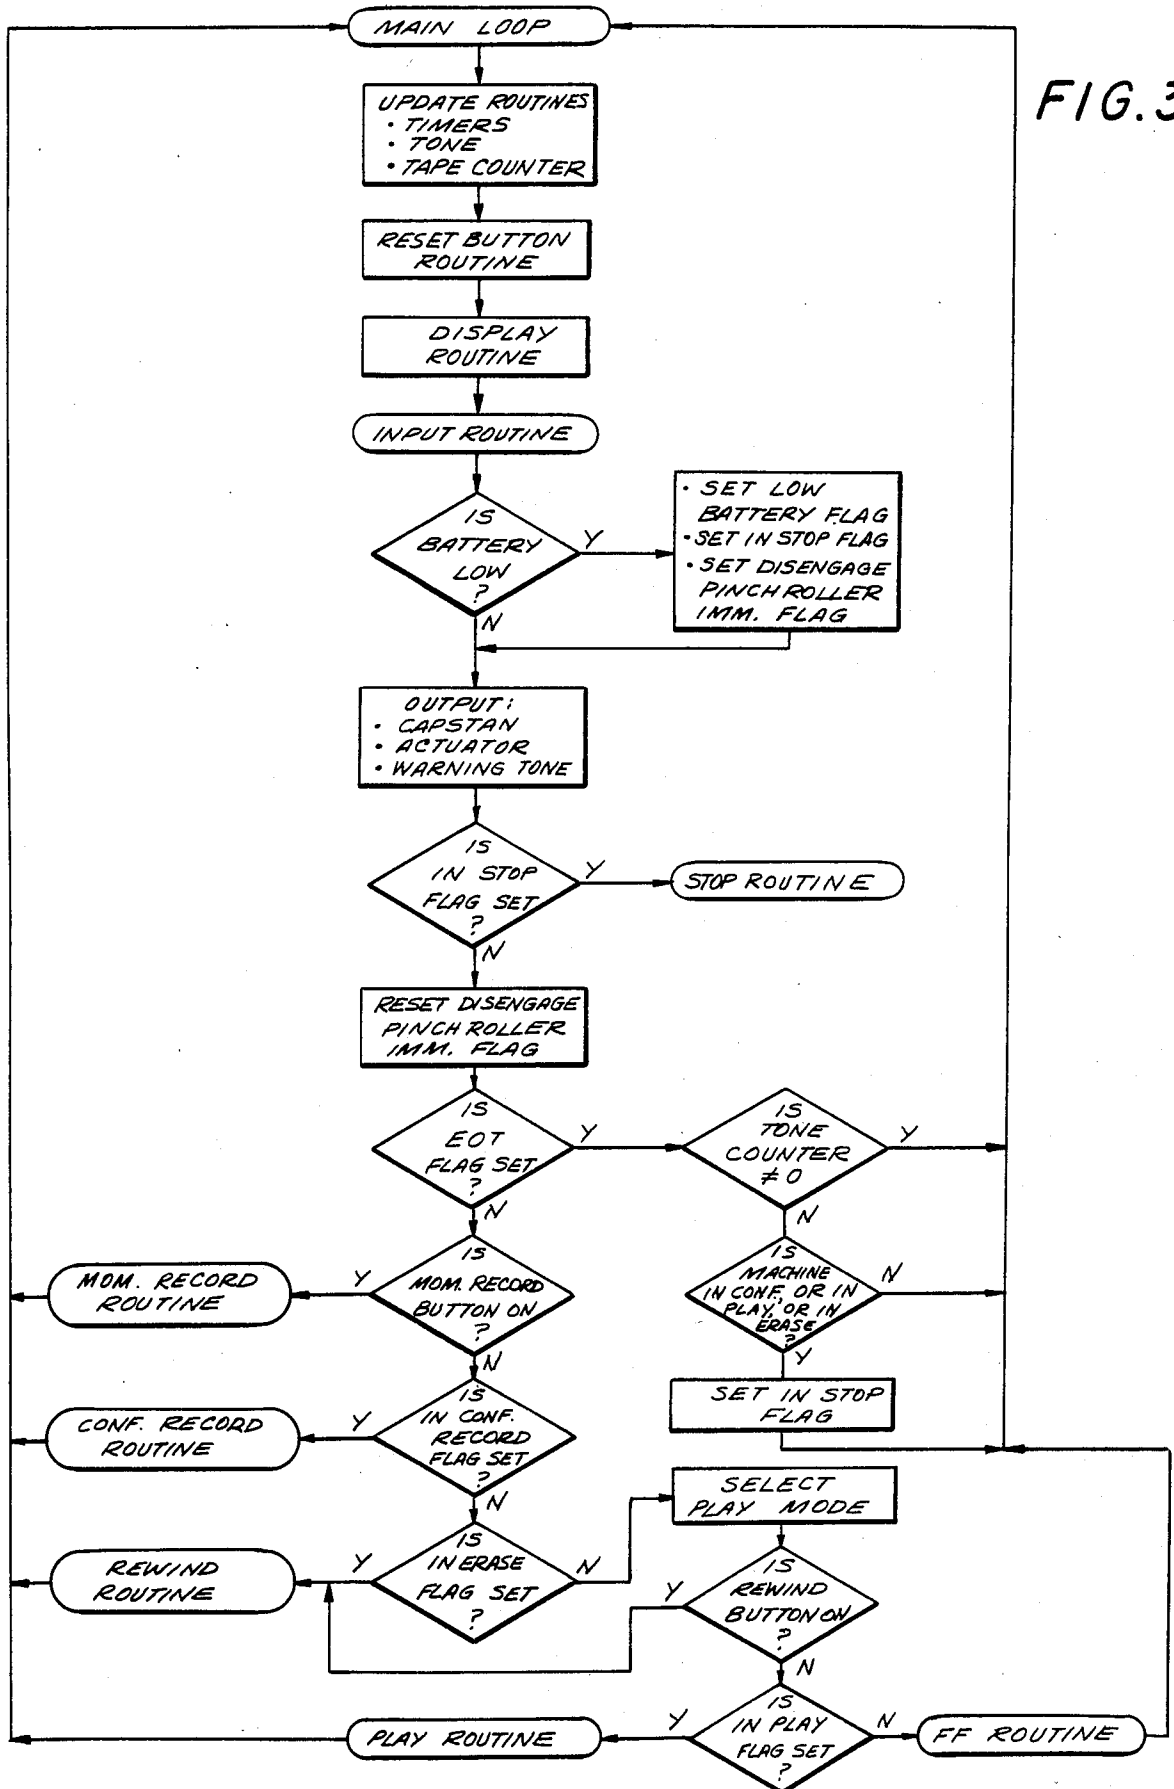 MAIN LOOP
FIG. 3
UPDATE ROUTINES
• TIMERS
• TONE
• TAPE COUNTER
RESET BUTTON
ROUTINE
DISPLAY
ROUTINE
INPUT ROUTINE
IS
BATTERY
LOW
?
Y
N
• SET LOW
BATTERY FLAG
• SET IN STOP FLAG
• SET DISENGAGE
PINCH ROLLER
IMM. FLAG
OUTPUT:
• CAPSTAN
• ACTUATOR
• WARNING TONE
IS
IN STOP
FLAG SET
?
Y
N
STOP ROUTINE
RESET DISENGAGE
PINCH ROLLER
IMM. FLAG
IS
EOT
FLAG SET
?
Y
N
IS
TONE
COUNTER
≠ 0
Y
N
IS
MOM. RECORD
BUTTON ON
?
Y
N
MOM. RECORD
ROUTINE
IS
MACHINE
IN CONF., OR IN
PLAY, OR IN
ERASE
?
N
Y
SET IN STOP
FLAG
IS
IN CONF.
RECORD
FLAG SET
?
Y
N
CONF. RECORD
ROUTINE
SELECT
PLAY MODE
IS
IN ERASE
FLAG SET
?
Y
N
REWIND
ROUTINE
IS
REWIND
BUTTON ON
?
Y
N
IS
IN PLAY
FLAG SET
?
Y
N
PLAY ROUTINE
FF ROUTINE